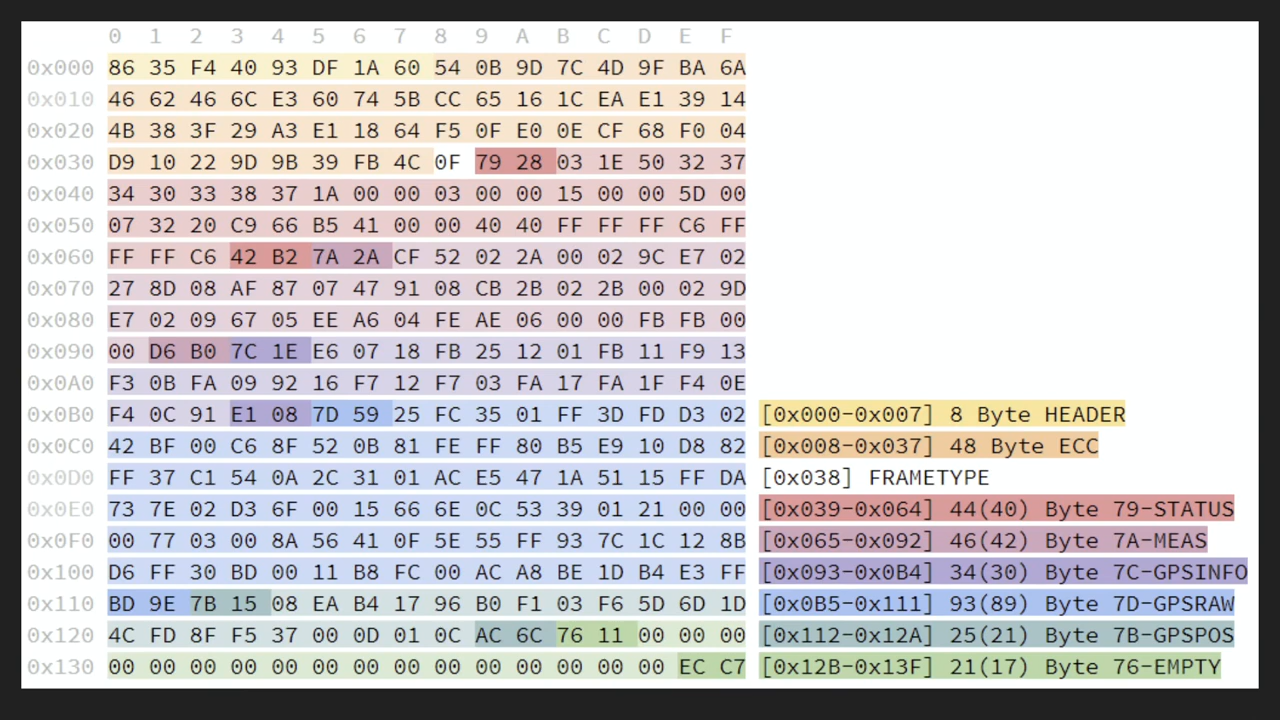 0 1 2 3 4 5 6 7 8 9 A B C D E F
0x000 86 35 F4 40 93 DF 1A 60 54 0B 9D 7C 4D 9F BA 6A
0x010 46 62 46 6C E3 60 74 5B CC 65 16 1C EA E1 39 14
0x020 4B 38 3F 29 A3 E1 18 64 F5 0F E0 0E CF 68 F0 04
0x030 D9 10 22 9D 9B 39 FB 4C 0F 79 28 03 1E 50 32 37
0x040 34 30 33 38 37 1A 00 00 03 00 00 15 00 00 5D 00
0x050 07 32 20 C9 66 B5 41 00 00 40 40 FF FF FF C6 FF
0x060 FF FF C6 42 B2 7A 2A CF 52 02 2A 00 02 9C E7 02
0x070 27 8D 08 AF 87 07 47 91 08 CB 2B 02 2B 00 02 9D
0x080 E7 02 09 67 05 EE A6 04 FE AE 06 00 00 FB FB 00
0x090 00 D6 B0 7C 1E E6 07 18 FB 25 12 01 FB 11 F9 13
0x0A0 F3 0B FA 09 92 16 F7 12 F7 03 FA 17 FA 1F F4 0E
0x0B0 F4 0C 91 E1 08 7D 59 25 FC 35 01 FF 3D FD D3 02 [0x000-0x007] 8 Byte HEADER
0x0C0 42 BF 00 C6 8F 52 0B 81 FE FF 80 B5 E9 10 D8 82 [0x008-0x037] 48 Byte ECC
0x0D0 FF 37 C1 54 0A 2C 31 01 AC E5 47 1A 51 15 FF DA [0x038] FRAMETYPE
0x0E0 73 7E 02 D3 6F 00 15 66 6E 0C 53 39 01 21 00 00 [0x039-0x064] 44(40) Byte 79-STATUS
0x0F0 00 77 03 00 8A 56 41 0F 5E 55 FF 93 7C 1C 12 8B [0x065-0x092] 46(42) Byte 7A-MEAS
0x100 D6 FF 30 BD 00 11 B8 FC 00 AC A8 BE 1D B4 E3 FF [0x093-0x0B4] 34(30) Byte 7C-GPSINFO
0x110 BD 9E 7B 15 08 EA B4 17 96 B0 F1 03 F6 5D 6D 1D [0x0B5-0x111] 93(89) Byte 7D-GPSRAW
0x120 4C FD 8F F5 37 00 0D 01 0C AC 6C 76 11 00 00 00 [0x112-0x12A] 25(21) Byte 7B-GPSPOS
0x130 00 00 00 00 00 00 00 00 00 00 00 00 00 00 EC C7 [0x12B-0x13F] 21(17) Byte 76-EMPTY